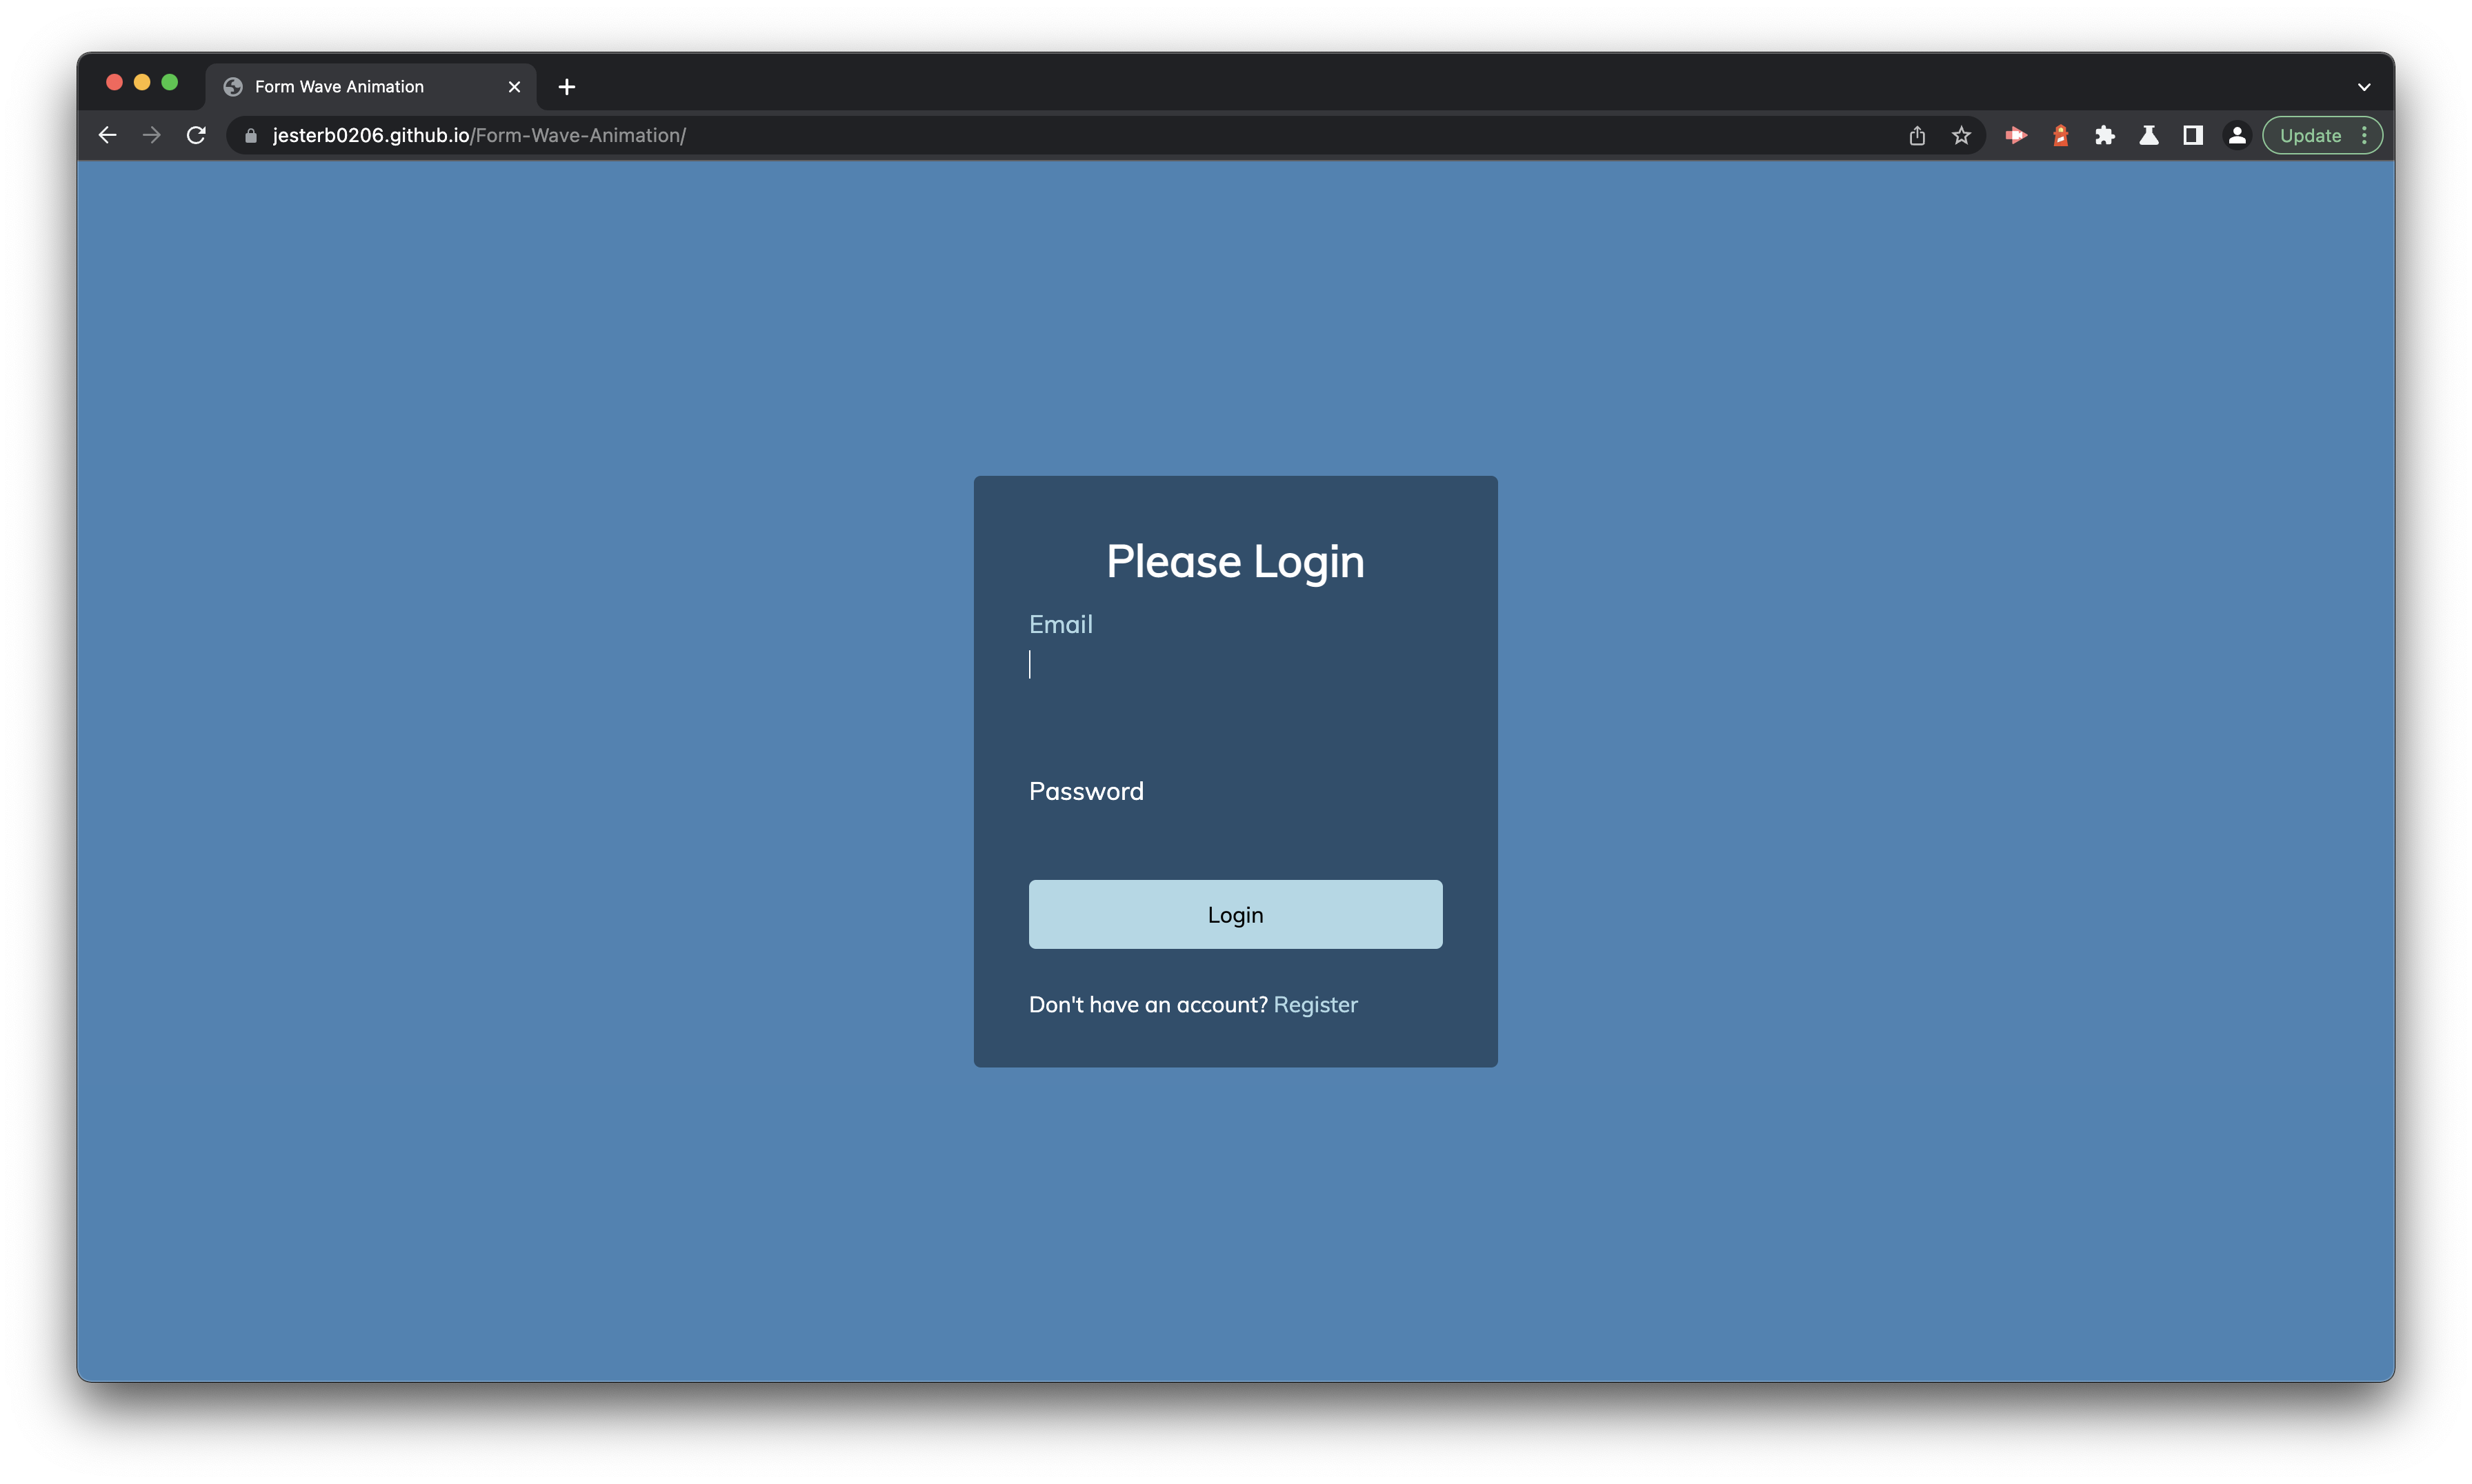 Form Wave Animation
jesterb0206.github.io/Form-Wave-Animation/
Update
Please Login
Email
Password
Login
Don't have an account? Register